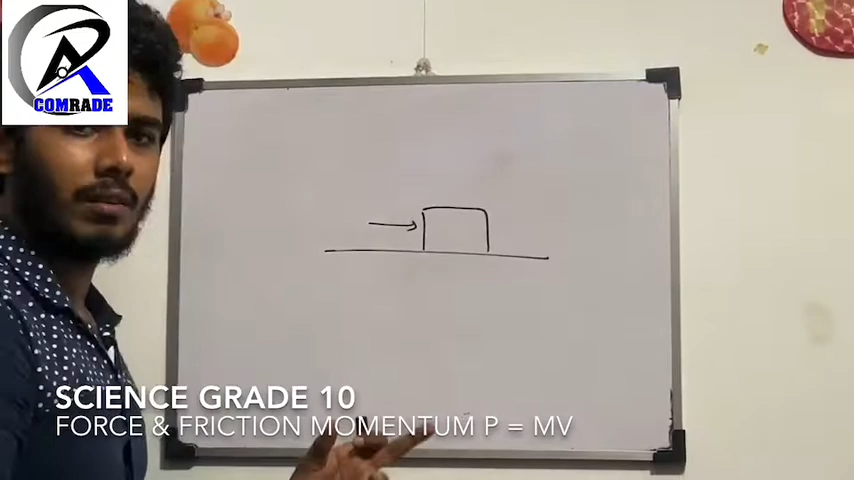 COMRADE
SCIENCE GRADE 10
FORCE & FRICTION MOMENTUM P = MV